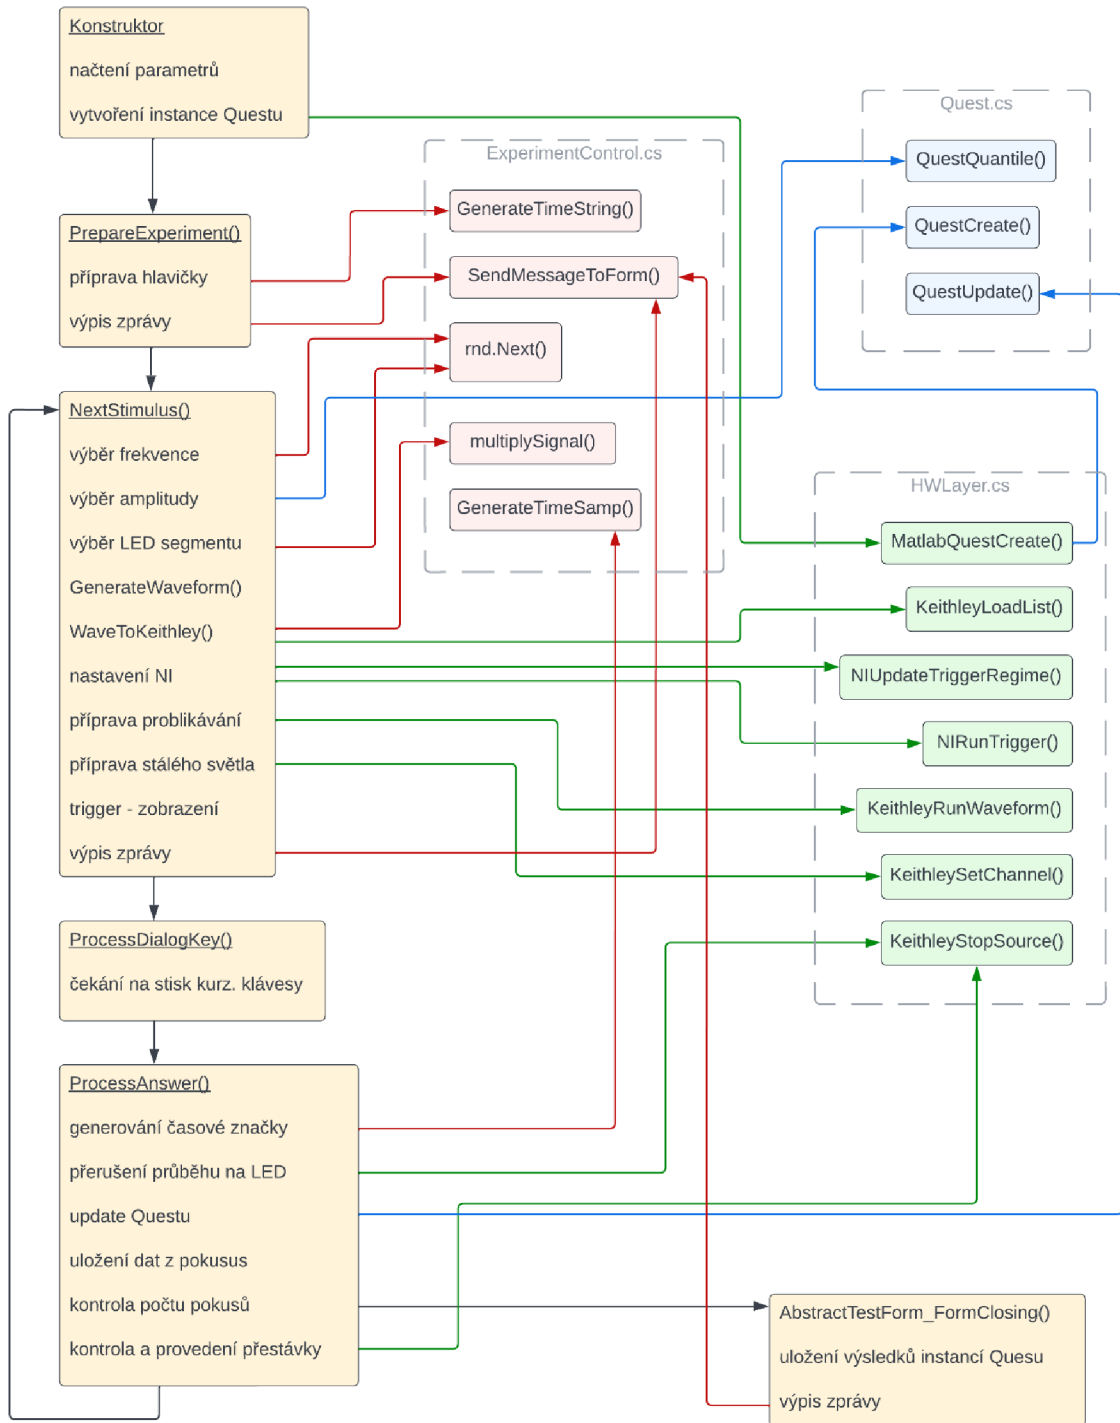 Konstruktor
načtení parametrů
vytvoření instance Questu
PrepareExperiment()
příprava hlavičky
výpis zprávy
NextStimulus()
výběr frekvence
výběr amplitudy
výběr LED segmentu
GenerateWaveform()
WaveToKeithley()
nastavení NI
příprava problikávání
příprava stálého světla
trigger - zobrazení
výpis zprávy
ProcessDialogKey()
čekání na stisk kurz. klávesy
ProcessAnswer()
generování časové značky
přerušení průběhu na LED
update Questu
uložení dat z pokusus
kontrola počtu pokusů
kontrola a provedení přestávky
ExperimentControl.cs
GenerateTimeString()
SendMessageToForm()
rnd.Next()
multiplySignal()
GenerateTimeSamp()
Quest.cs
QuestQuantile()
QuestCreate()
QuestUpdate()
HWLayer.cs
MatlabQuestCreate()
KeithleyLoadList()
NIUpdateTriggerRegime()
NIRunTrigger()
KeithleyRunWaveform()
KeithleySetChannel()
KeithleyStopSource()
AbstractTestForm_FormClosing()
uložení výsledků instancí Quesu
výpis zprávy